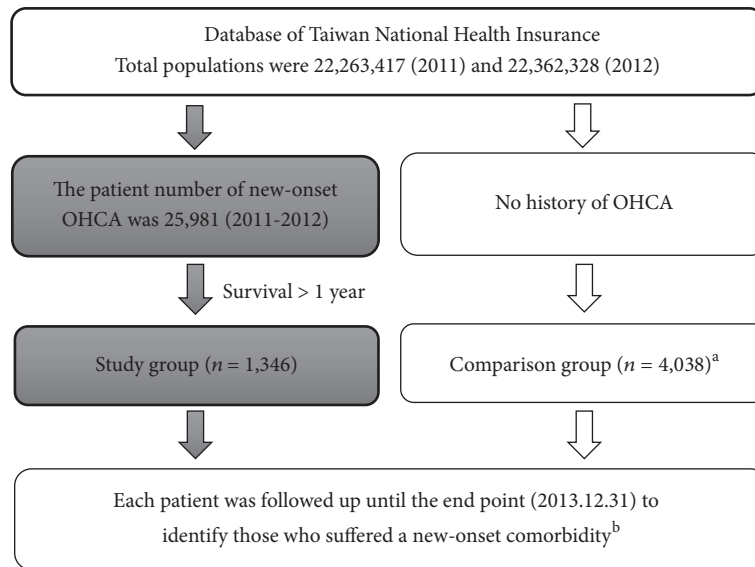 Database of Taiwan National Health Insurance
Total populations were 22,263,417 (2011) and 22,362,328 (2012)
The patient number of new-onset
OHCA was 25,981 (2011-2012)
No history of OHCA
Survival > 1 year
Study group (n = 1,346)
Comparison group (n = 4,038)a
Each patient was followed up until the end point (2013.12.31) to
identify those who suffered a new-onset comorbidityb